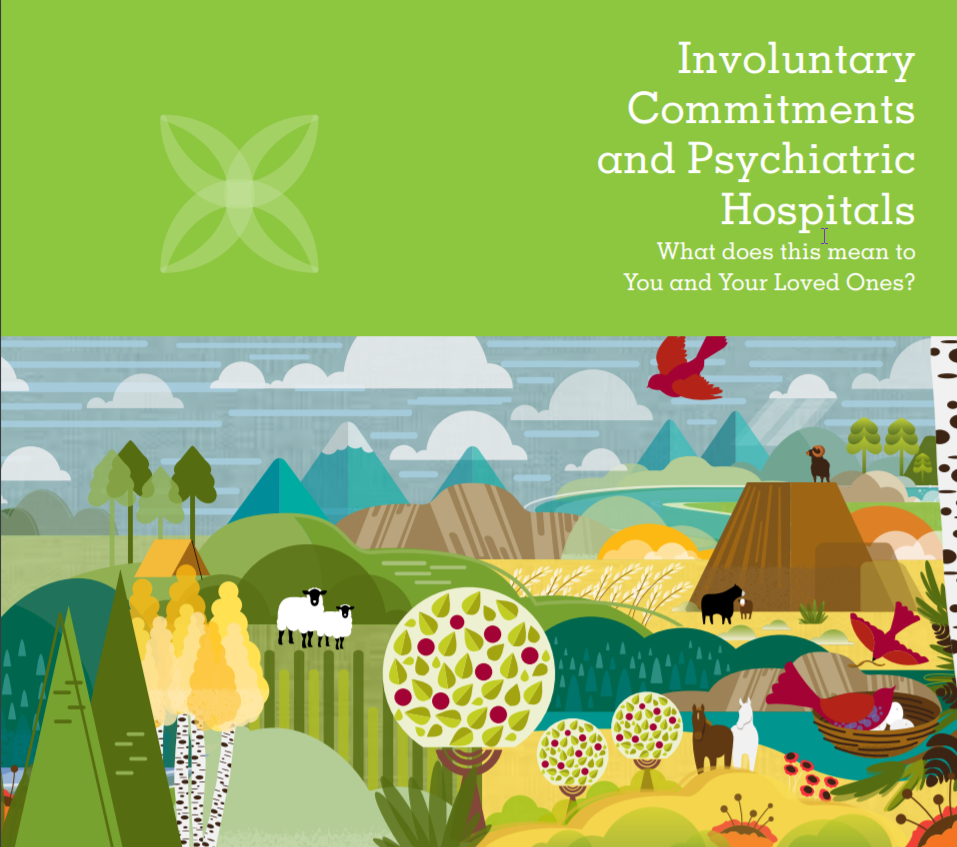 Involuntary
Commitments
and Psychiatric
Hospitals
What does this mean to
You and Your Loved Ones?